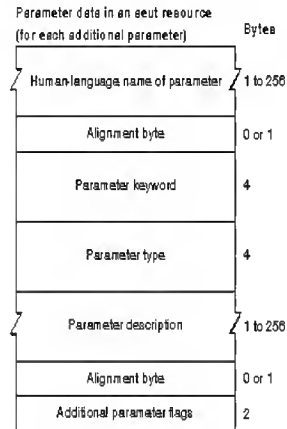 Parameter data in an aeut resource
(for each additional parameter) Bytes
Human-language name of parameter 1 to 256
Alignment byte 0 or 1
Parameter keyword 4
Parameter type 4
Parameter description 1 to 256
Alignment byte 0 or 1
Additional parameter flags 2